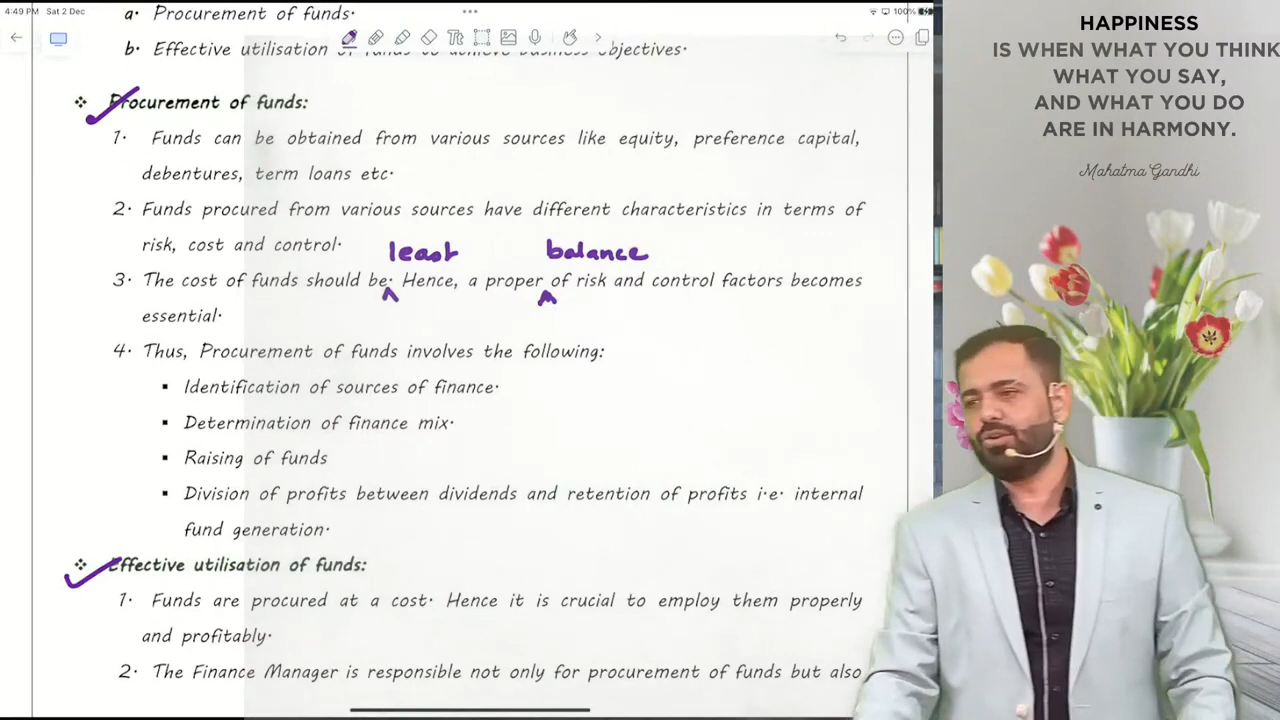 4:49 PM Sat 2 Dec
100%
a. Procurement of funds.
b. Effective utilisation of funds to achieve business objectives.
Procurement of funds:
1. Funds can be obtained from various sources like equity, preference capital,
debentures, term loans etc.
2. Funds procured from various sources have different characteristics in terms of
risk, cost and control.
least balance
3. The cost of funds should be. Hence, a proper of risk and control factors becomes
essential.
4. Thus, Procurement of funds involves the following:
Identification of sources of finance.
Determination of finance mix.
Raising of funds
Division of profits between dividends and retention of profits i.e. internal
fund generation.
Effective utilisation of funds:
1. Funds are procured at a cost. Hence it is crucial to employ them properly
and profitably.
2. The Finance Manager is responsible not only for procurement of funds but also
HAPPINESS
IS WHEN WHAT YOU THINK
WHAT YOU SAY,
AND WHAT YOU DO
ARE IN HARMONY.
Mahatma Gandhi